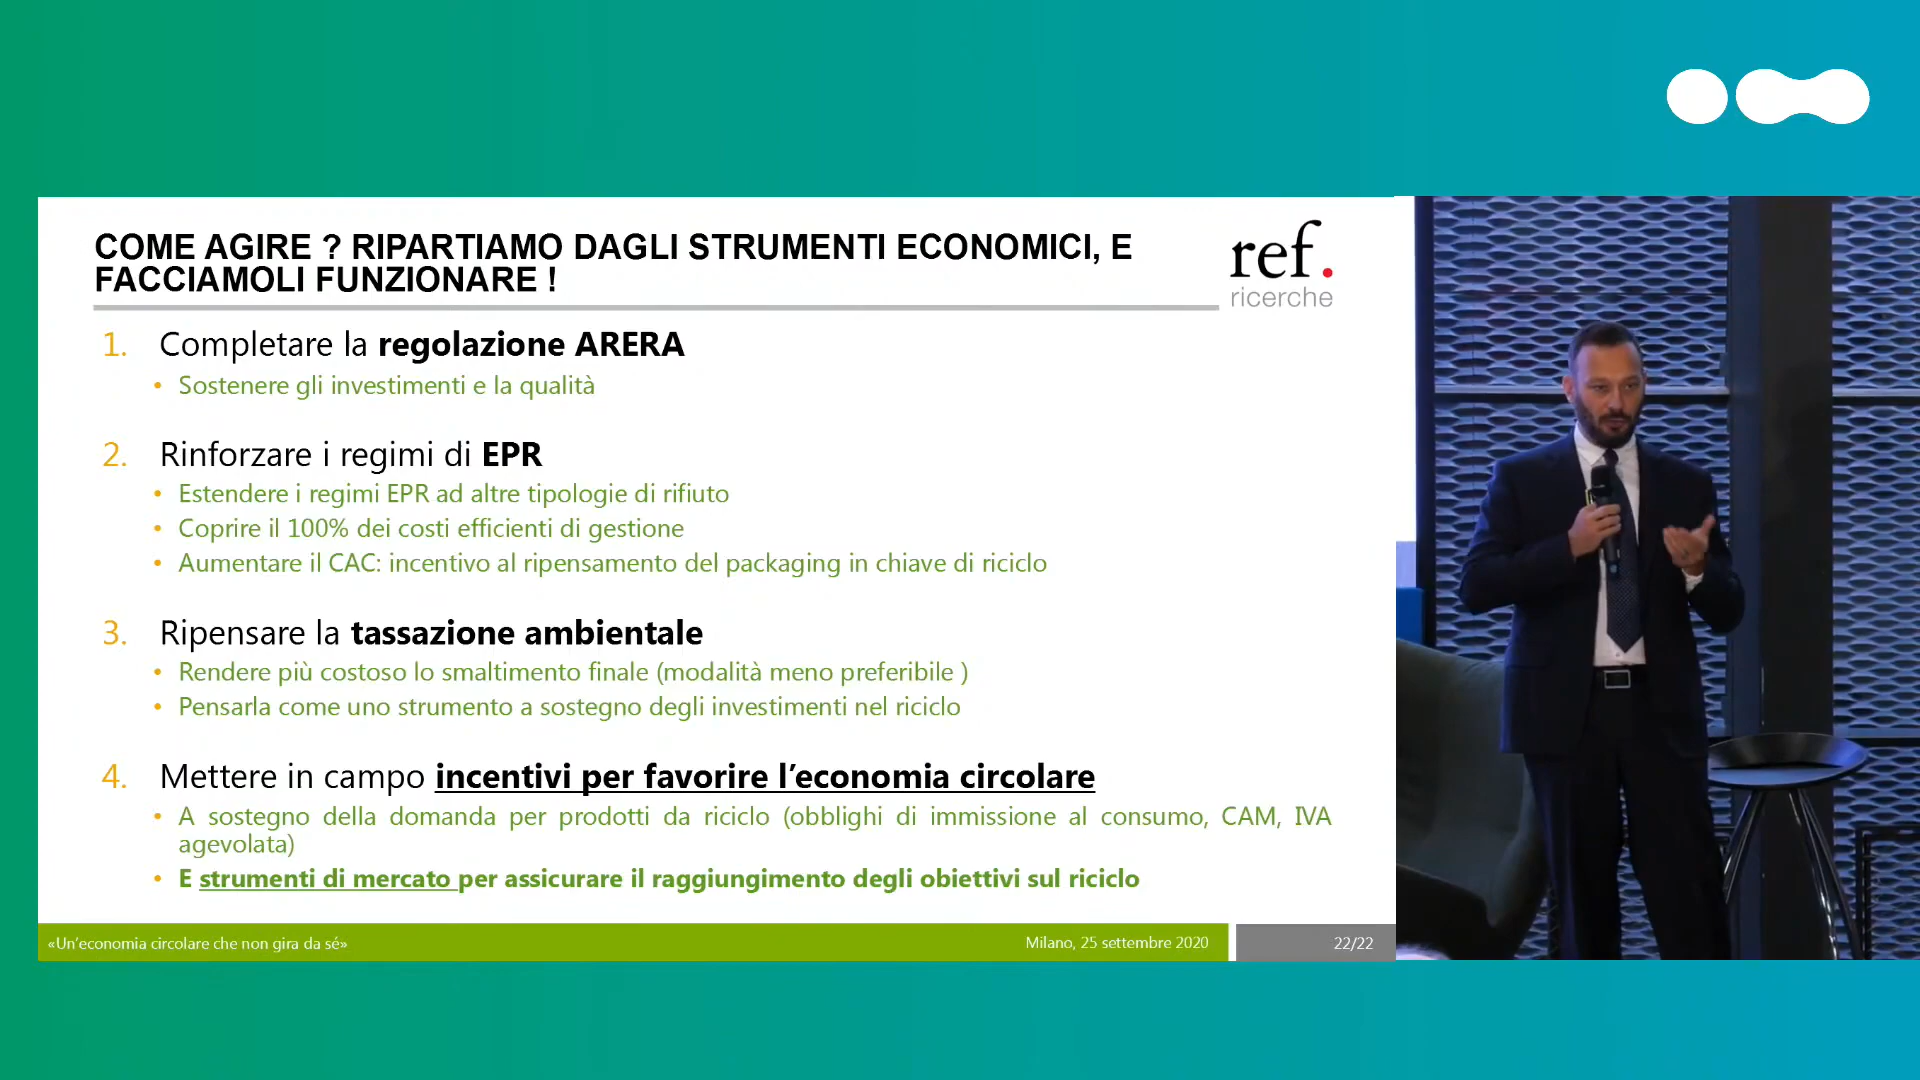 COME AGIRE ? RIPARTIAMO DAGLI STRUMENTI ECONOMICI, E
FACCIAMOLI FUNZIONARE !
ref.
ricerche
1. Completare la regolazione ARERA
• Sostenere gli investimenti e la qualità
2. Rinforzare i regimi di EPR
• Estendere i regimi EPR ad altre tipologie di rifiuto
• Coprire il 100% dei costi efficienti di gestione
• Aumentare il CAC: incentivo al ripensamento del packaging in chiave di riciclo
3. Ripensare la tassazione ambientale
• Rendere più costoso lo smaltimento finale (modalità meno preferibile )
• Pensarla come uno strumento a sostegno degli investimenti nel riciclo
4. Mettere in campo incentivi per favorire l’economia circolare
• A sostegno della domanda per prodotti da riciclo (obblighi di immissione al consumo, CAM, IVA
agevolata)
• E strumenti di mercato per assicurare il raggiungimento degli obiettivi sul riciclo
«Un’economia circolare che non gira da sé»
Milano, 25 settembre 2020
22/22